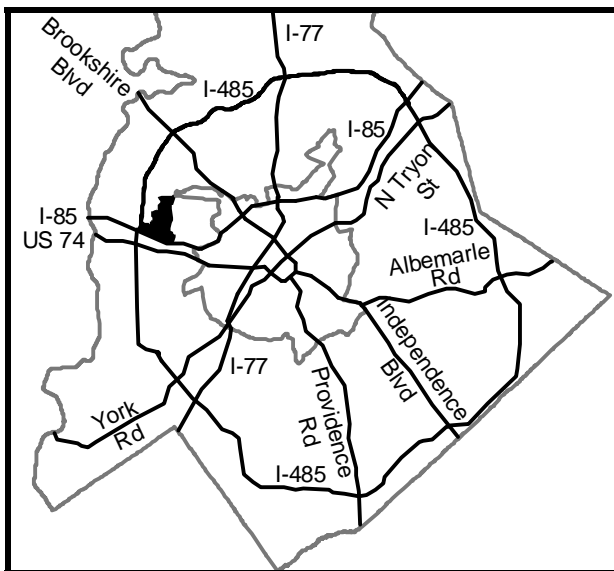 I-77
Brookshire
Blvd
I-485
I-85
N Tryon
St
I-85
US 74
I-485
Albemarle
Rd
Independence
Blvd
I-77
Providence
Rd
York
Rd
I-485